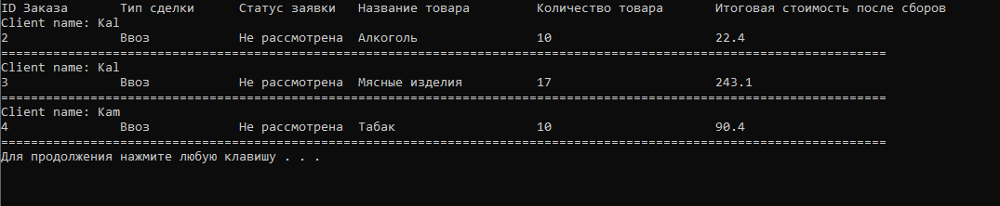 ID Заказа Тип сделки Статус заявки Название товара Количество товара Итоговая стоимость после сборов
Client name: Kal
2 Ввоз Не рассмотрена Алкоголь 10 22.4
=======================================================================================================================
Client name: Kal
3 Ввоз Не рассмотрена Мясные изделия 17 243.1
=======================================================================================================================
Client name: Kam
4 Ввоз Не рассмотрена Табак 10 90.4
=======================================================================================================================
Для продолжения нажмите любую клавишу . . .